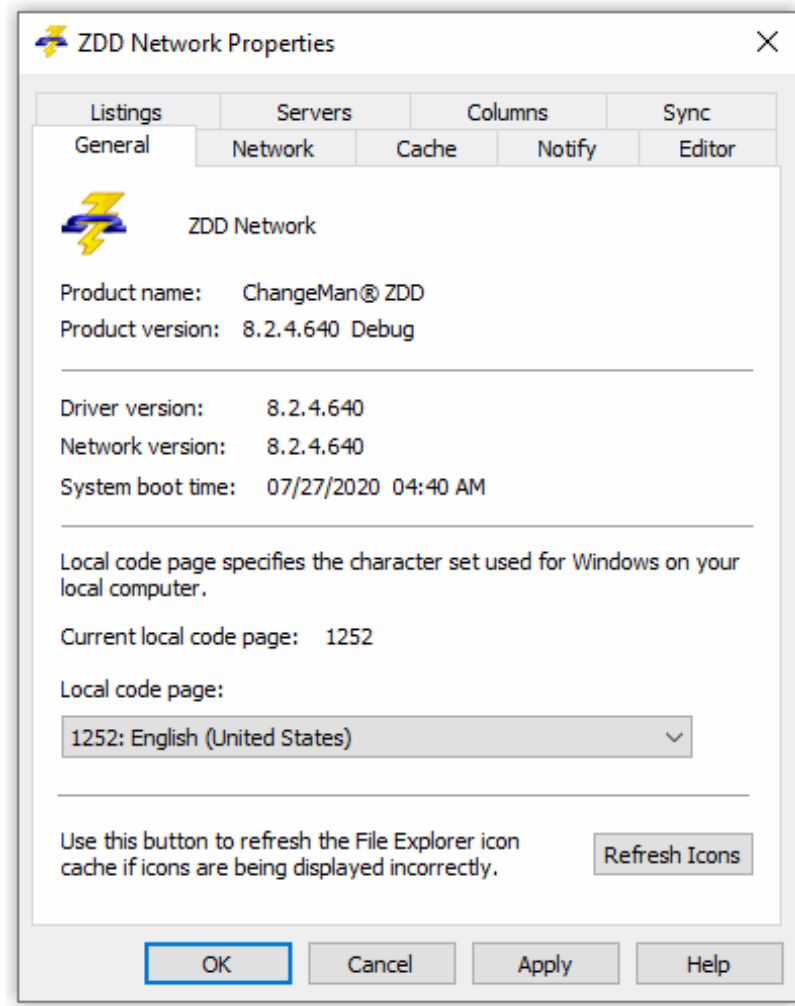 ZDD Network Properties
Listings Servers Columns Sync
General Network Cache Notify Editor
ZDD Network
Product name: ChangeMan® ZDD
Product version: 8.2.4.640 Debug
Driver version: 8.2.4.640
Network version: 8.2.4.640
System boot time: 07/27/2020 04:40 AM
Local code page specifies the character set used for Windows on your
local computer.
Current local code page: 1252
Local code page:
1252: English (United States)
Use this button to refresh the File Explorer icon
cache if icons are being displayed incorrectly.
Refresh Icons
OK Cancel Apply Help